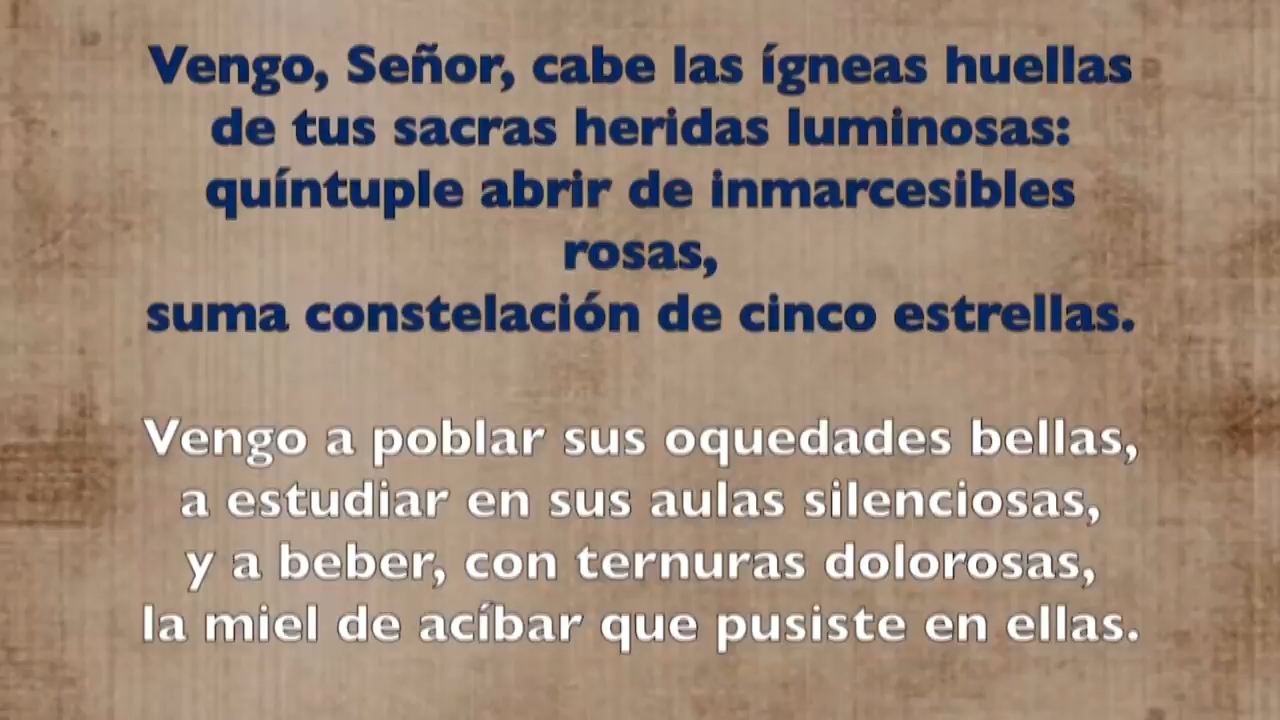 Vengo, Señor, cabe las ígneas huellas
de tus sacras heridas luminosas:
quíntuple abrir de inmarcesibles
rosas,
suma constelación de cinco estrellas.
Vengo a poblar sus oquedades bellas,
a estudiar en sus aulas silenciosas,
y a beber, con ternuras dolorosas,
la miel de acíbar que pusiste en ellas.